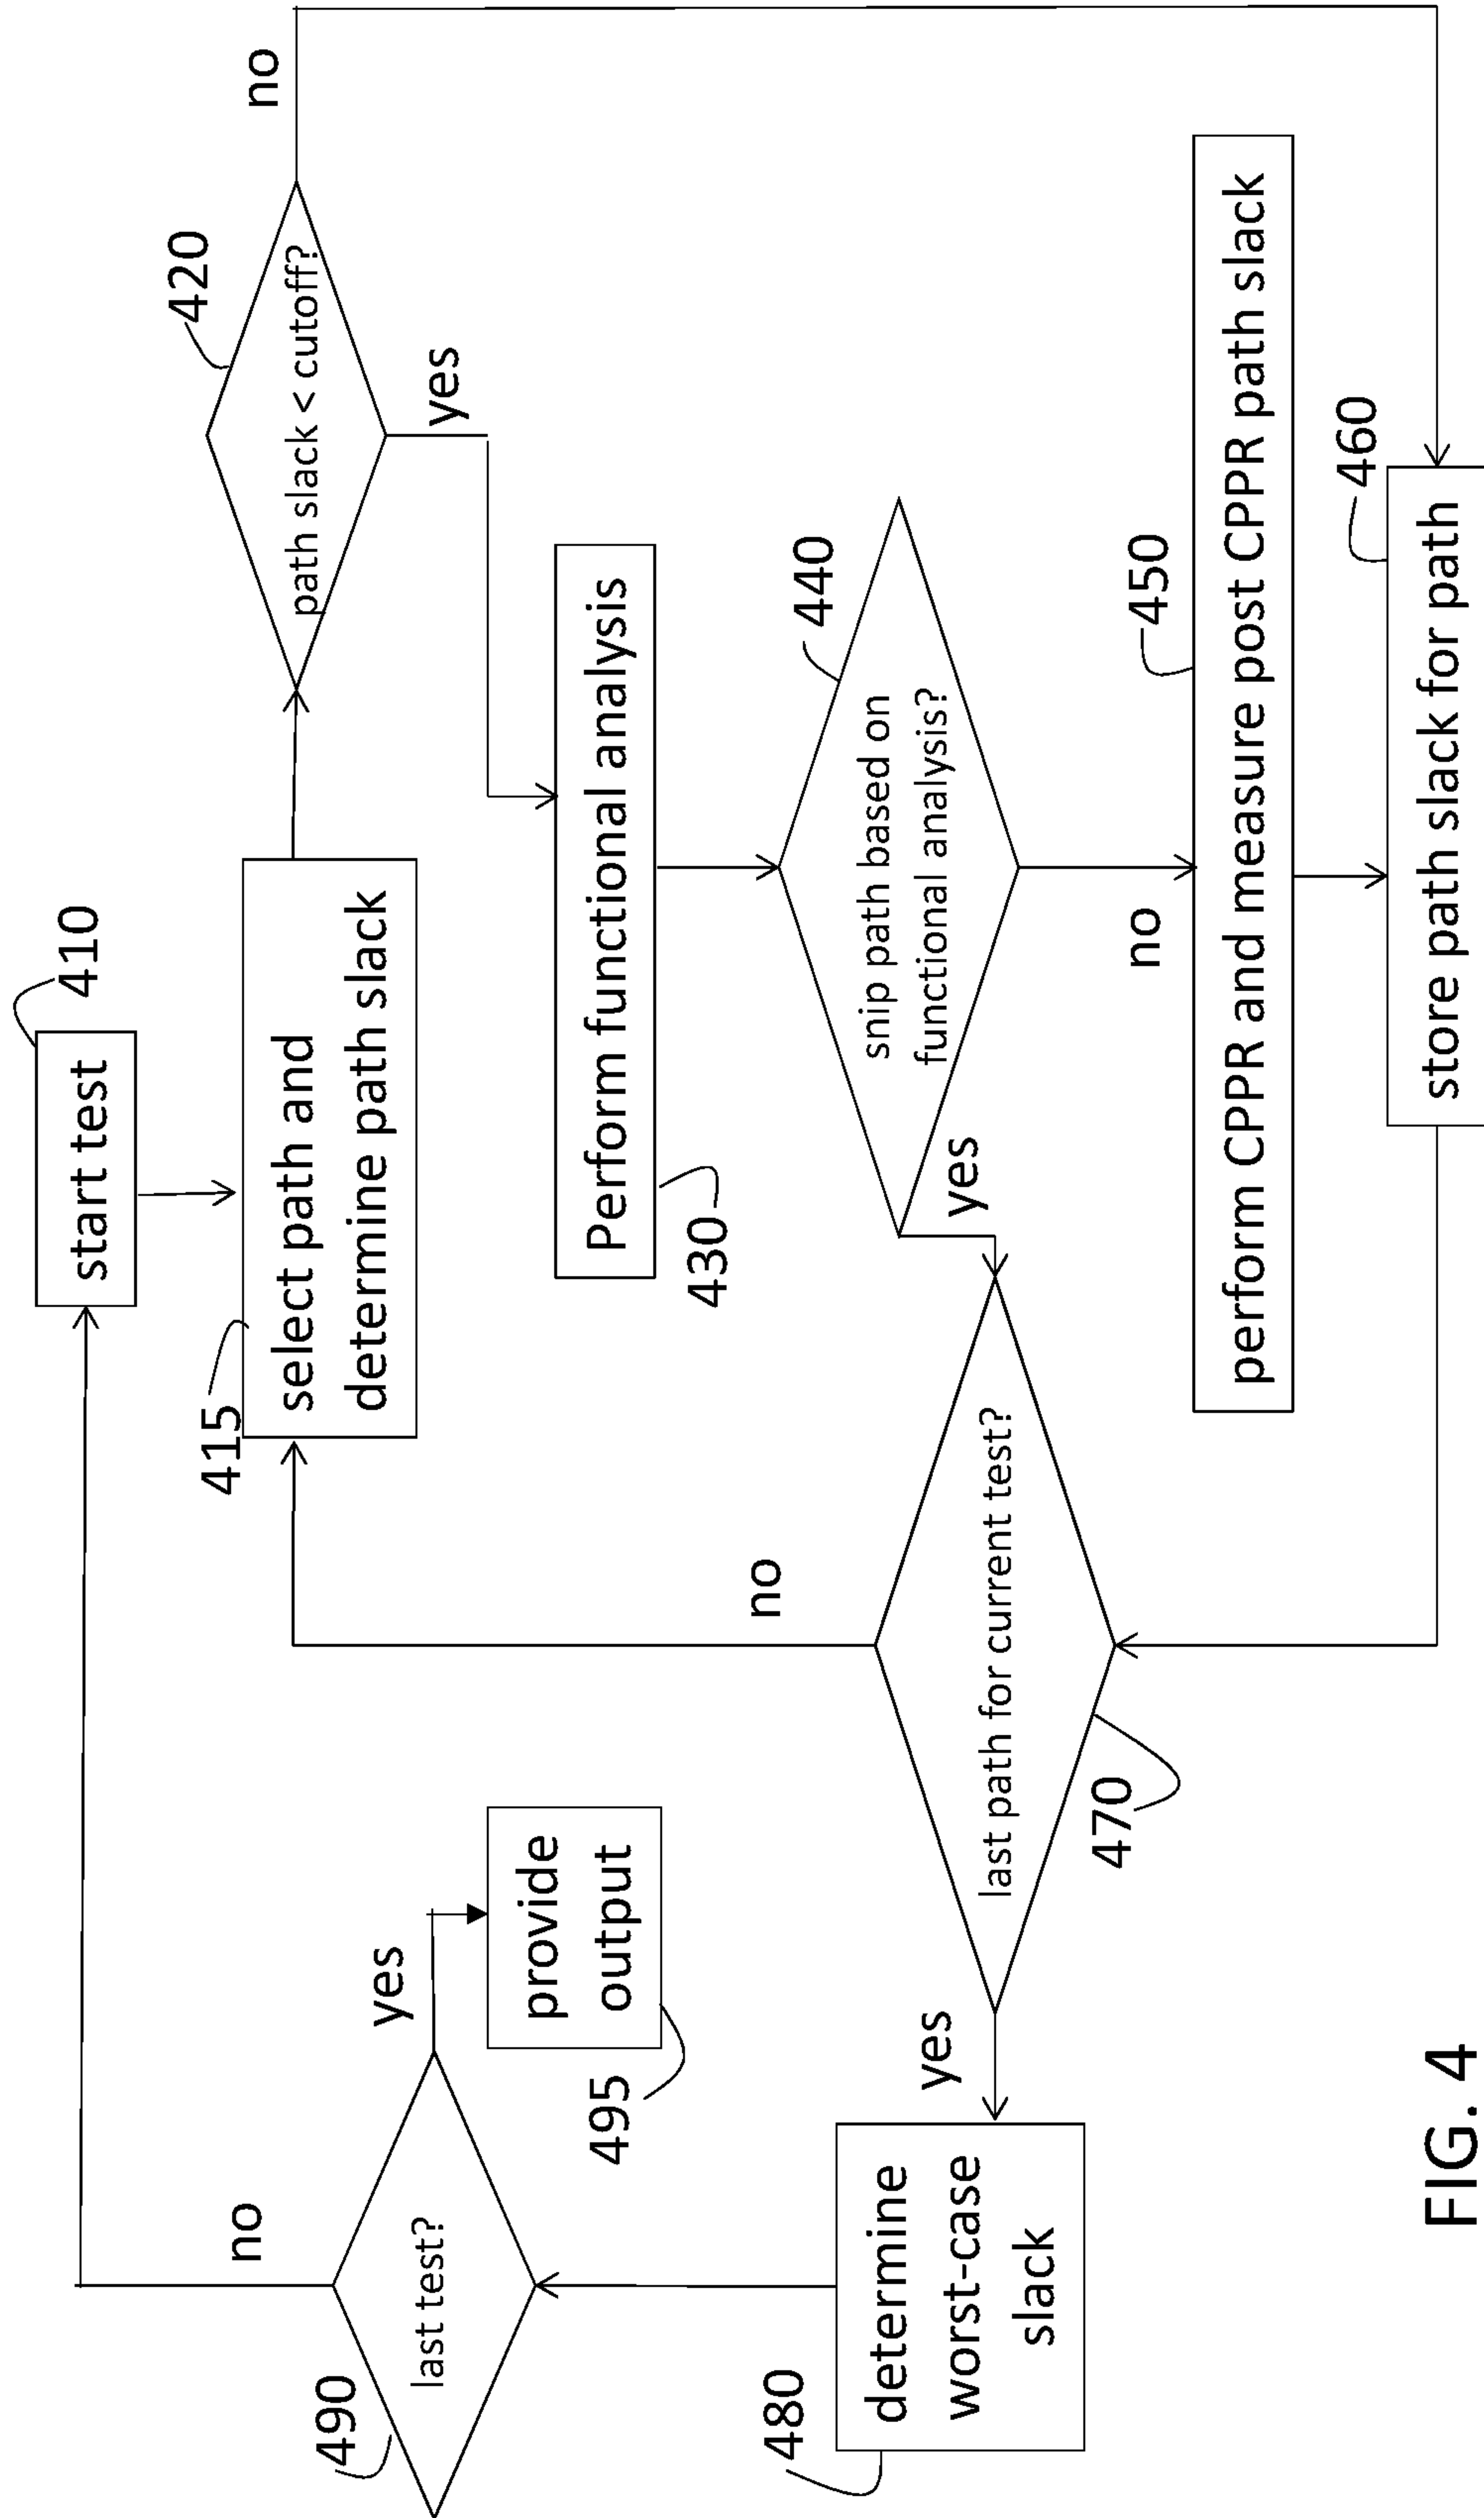 410
start test
415
select path and
determine path slack
420
path slack < cutoff?
no
yes
Perform functional analysis
430
440
snip path based on
functional analysis?
yes
no
450
perform CPPR and measure post CPPR path slack
460
store path slack for path
last path for current test?
470
no
yes
480
determine
worst-case
slack
490
last test?
no
yes
provide
output
495
FIG. 4